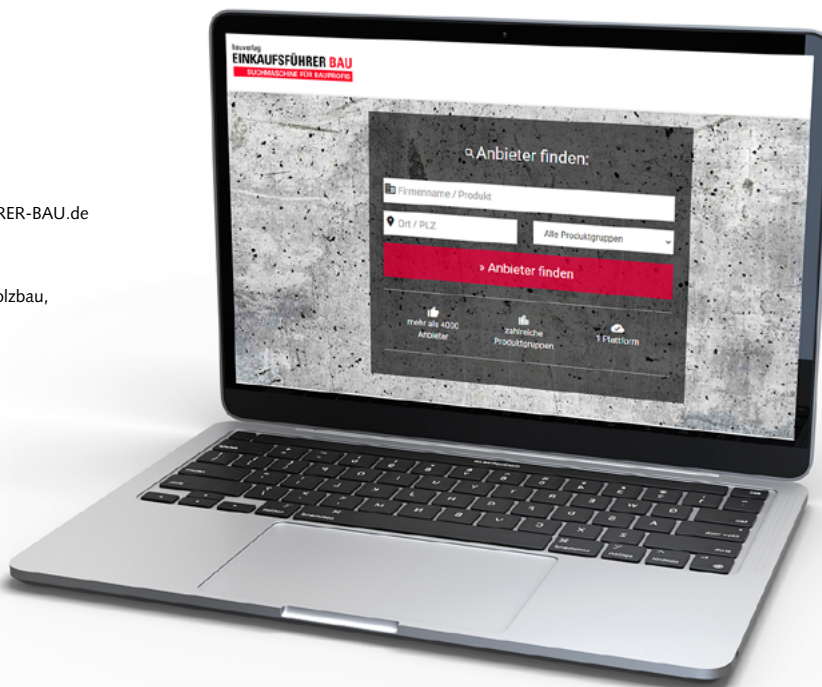 RER-BAU.de
olzbau,
bauverlag
EINKAUFSFÜHRER BAU
SUCHMASCHINE FÜR BAUPROFIS
Anbieter finden:
Firmenname / Produkt
Ort / PLZ
Alle Produktgruppen
» Anbieter finden
mehr als 4000
Anbieter
zahlreiche
Produktgruppen
1 Plattform